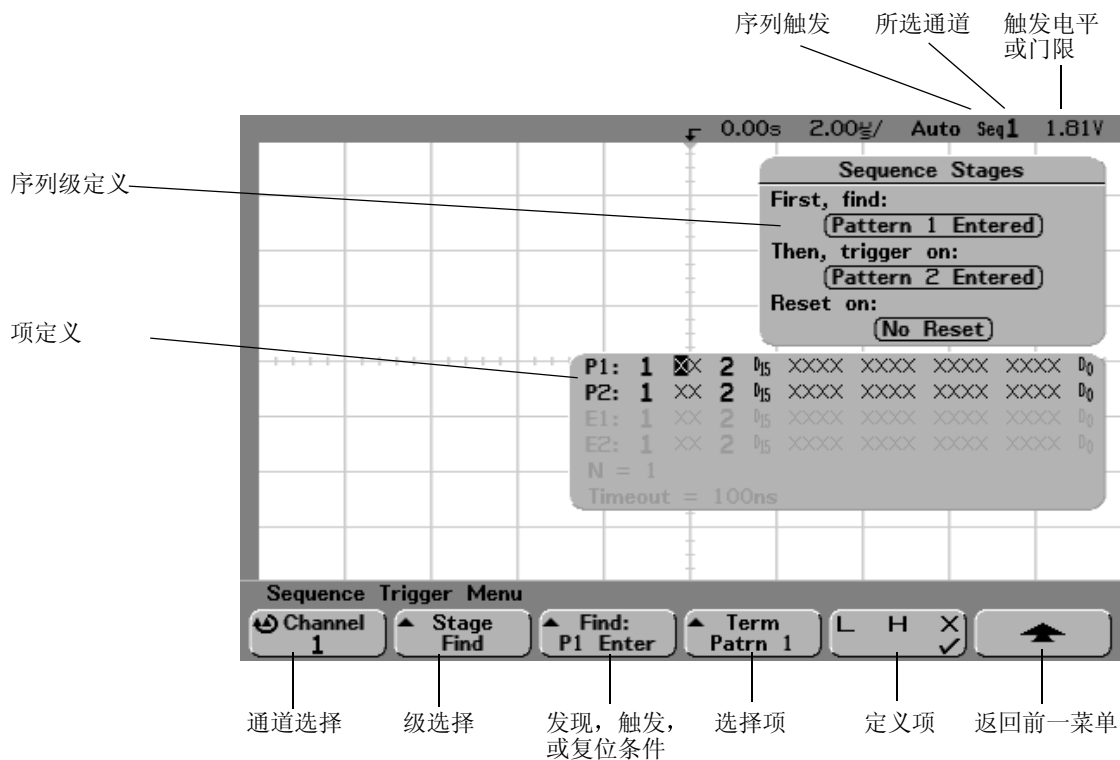 序列触发 所选通道 触发电平
或门限
0.00s 2.00㎲/ Auto Seq1 1.81V
序列级定义
Sequence Stages
First, find:
Pattern 1 Entered
Then, trigger on:
Pattern 2 Entered
Reset on:
No Reset
项定义
P1: 1 XX 2 D15 XXXX XXXX XXXX XXXX D0
P2: 1 XX 2 D15 XXXX XXXX XXXX XXXX D0
E1: 1 XX 2 D15 XXXX XXXX XXXX XXXX D0
E2: 1 XX 2 D15 XXXX XXXX XXXX XXXX D0
N = 1
Timeout = 100ns
Sequence Trigger Menu
Channel Stage Find: Term L H X
1 Find P1 Enter Patrn 1 ✓
通道选择 级选择 发现，触发， 选择项 定义项 返回前一菜单
或复位条件